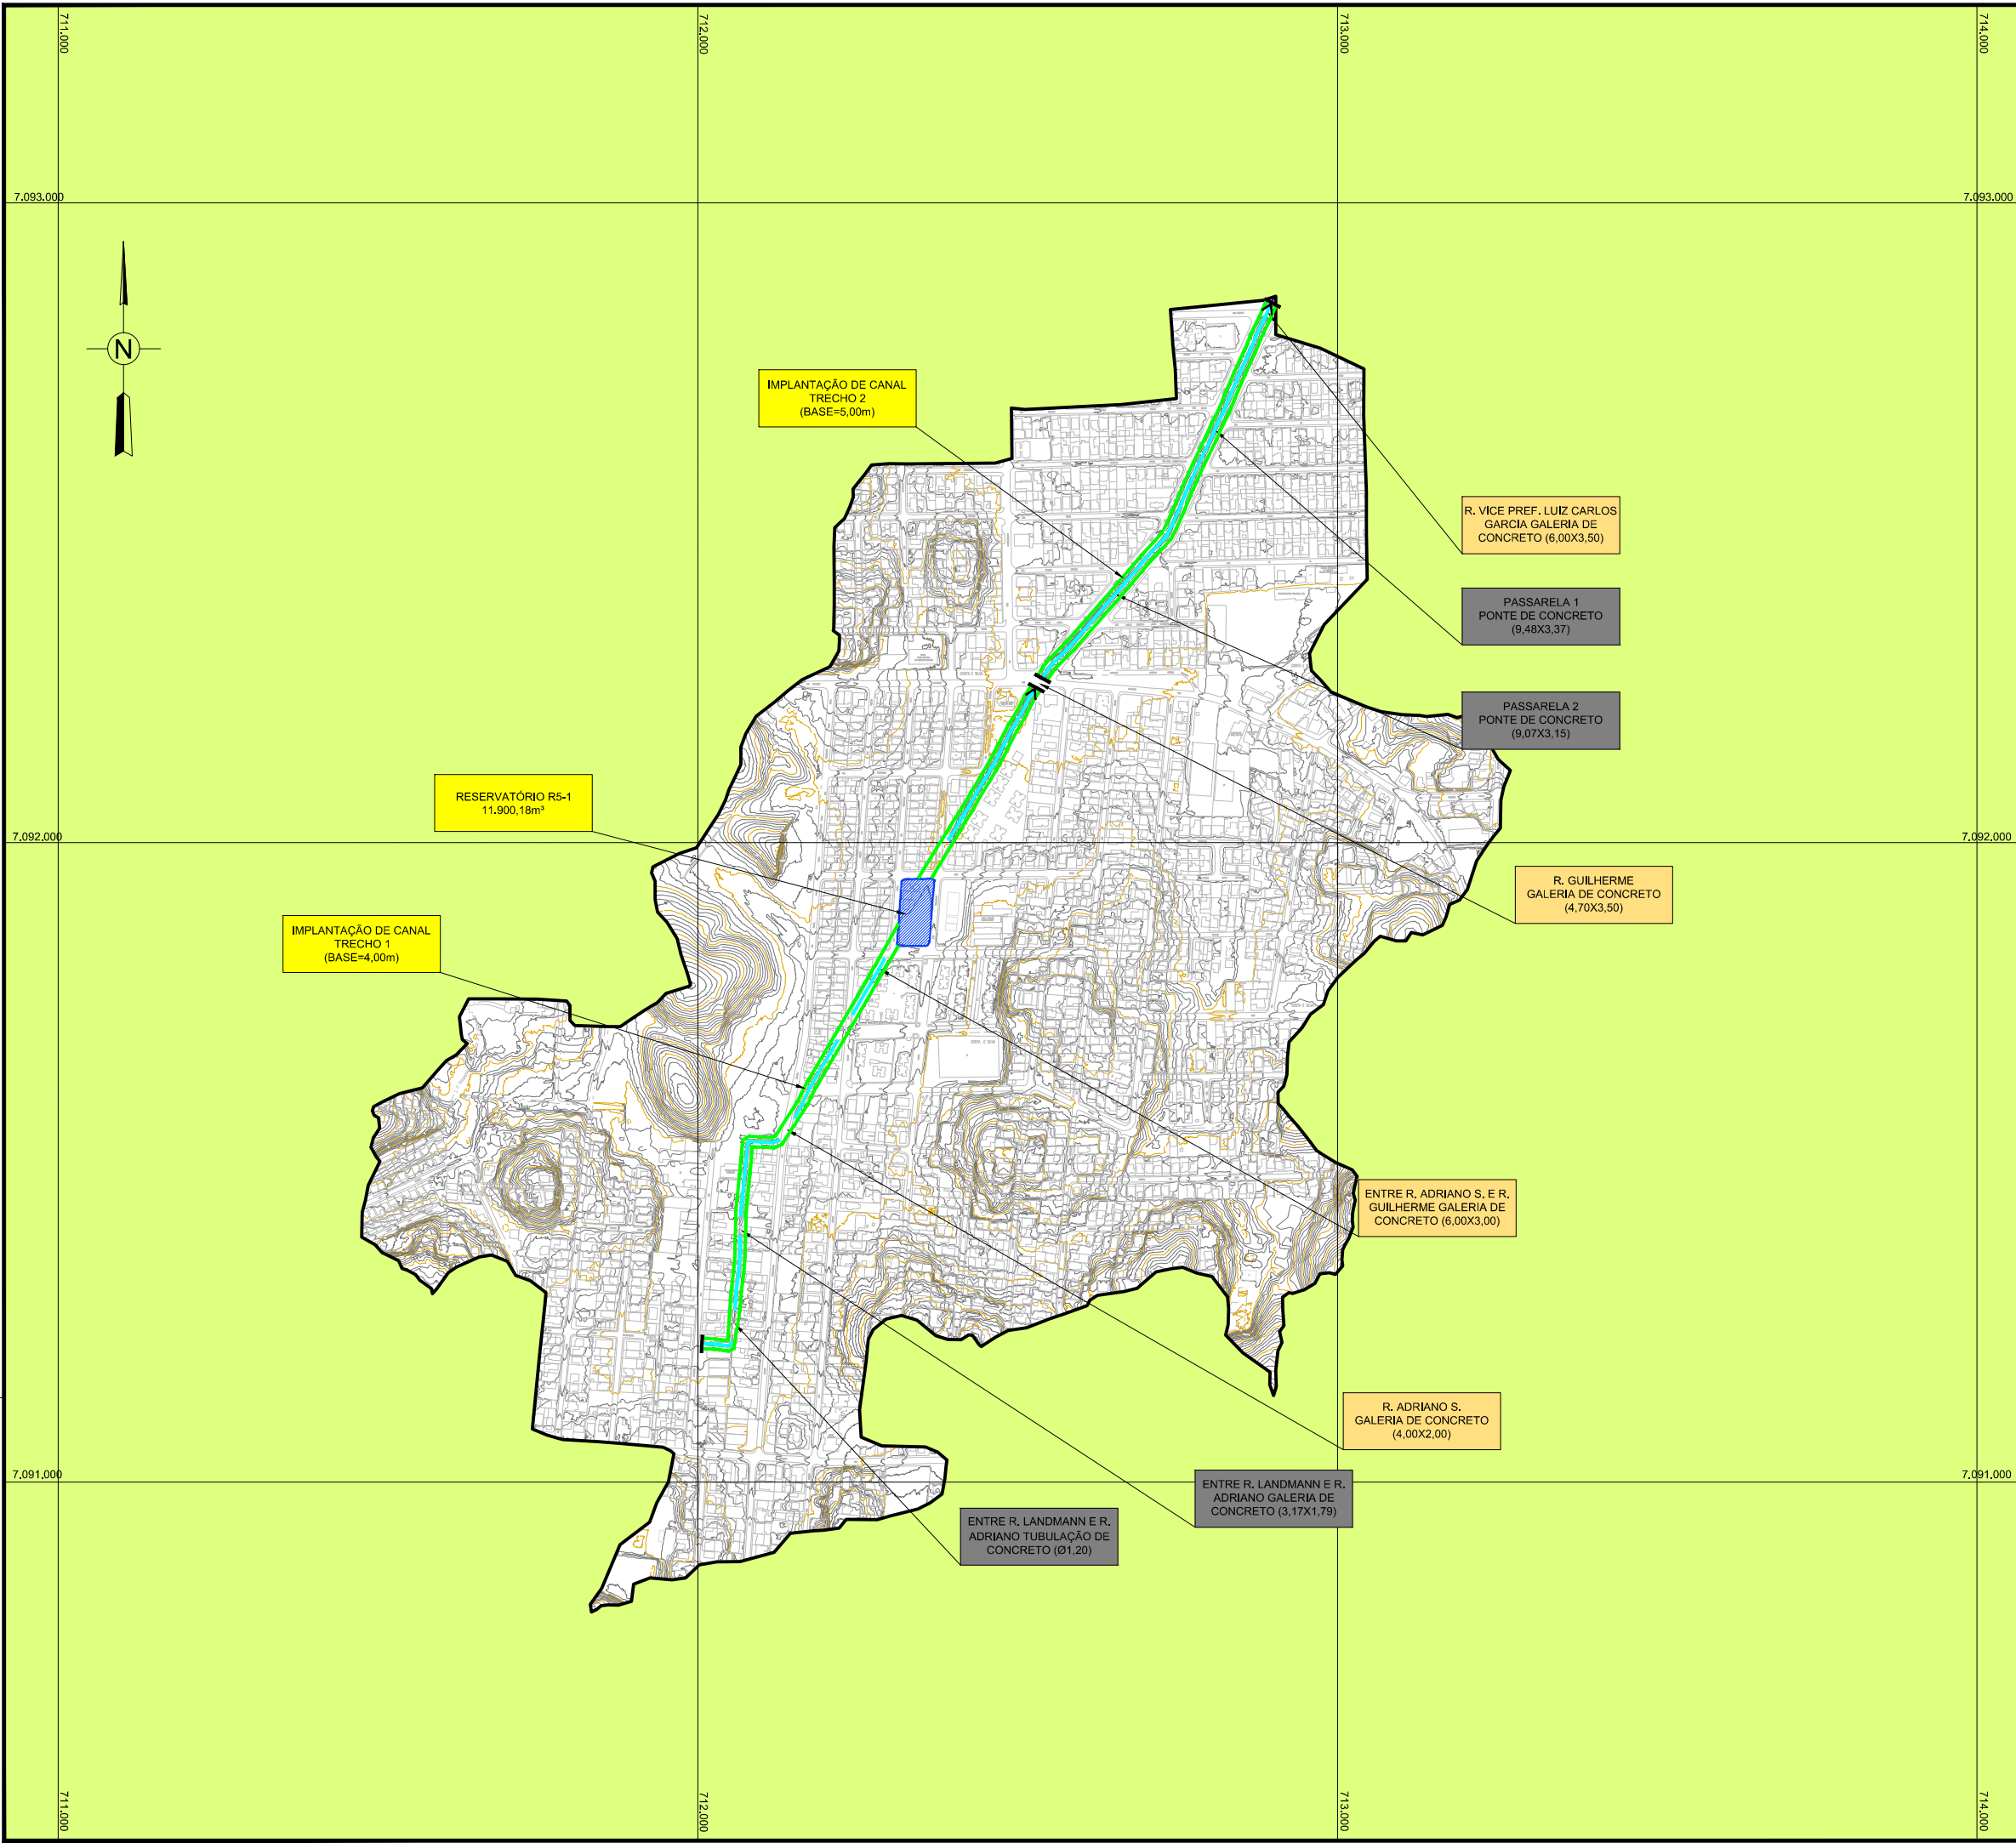 711.000
712.000
713.000
714.000
7.093.000
7.093.000
N
IMPLANTAÇÃO DE CANAL
TRECHO 2
(BASE=5,00m)
R. VICE PREF. LUIZ CARLOS
GARCIA GALERIA DE
CONCRETO (6,00X3,50)
PASSARELA 1
PONTE DE CONCRETO
(9,48X3,37)
PASSARELA 2
PONTE DE CONCRETO
(9,07X3,15)
RESERVATÓRIO R5-1
11.900,18m³
7.092.000
7.092.000
R. GUILHERME
GALERIA DE CONCRETO
(4,70X3,50)
IMPLANTAÇÃO DE CANAL
TRECHO 1
(BASE=4,00m)
COSTA E SILVA
ENTRE R. ADRIANO S. E R.
GUILHERME GALERIA DE
CONCRETO (6,00X3,00)
R. ADRIANO S.
GALERIA DE CONCRETO
(4,00X2,00)
7.091.000
7.091.000
ENTRE R. LANDMANN E R.
ADRIANO GALERIA DE
CONCRETO (3,17X1,79)
ENTRE R. LANDMANN E R.
ADRIANO TUBULAÇÃO DE
CONCRETO (Ø1,20)
711.000
712.000
713.000
714.000